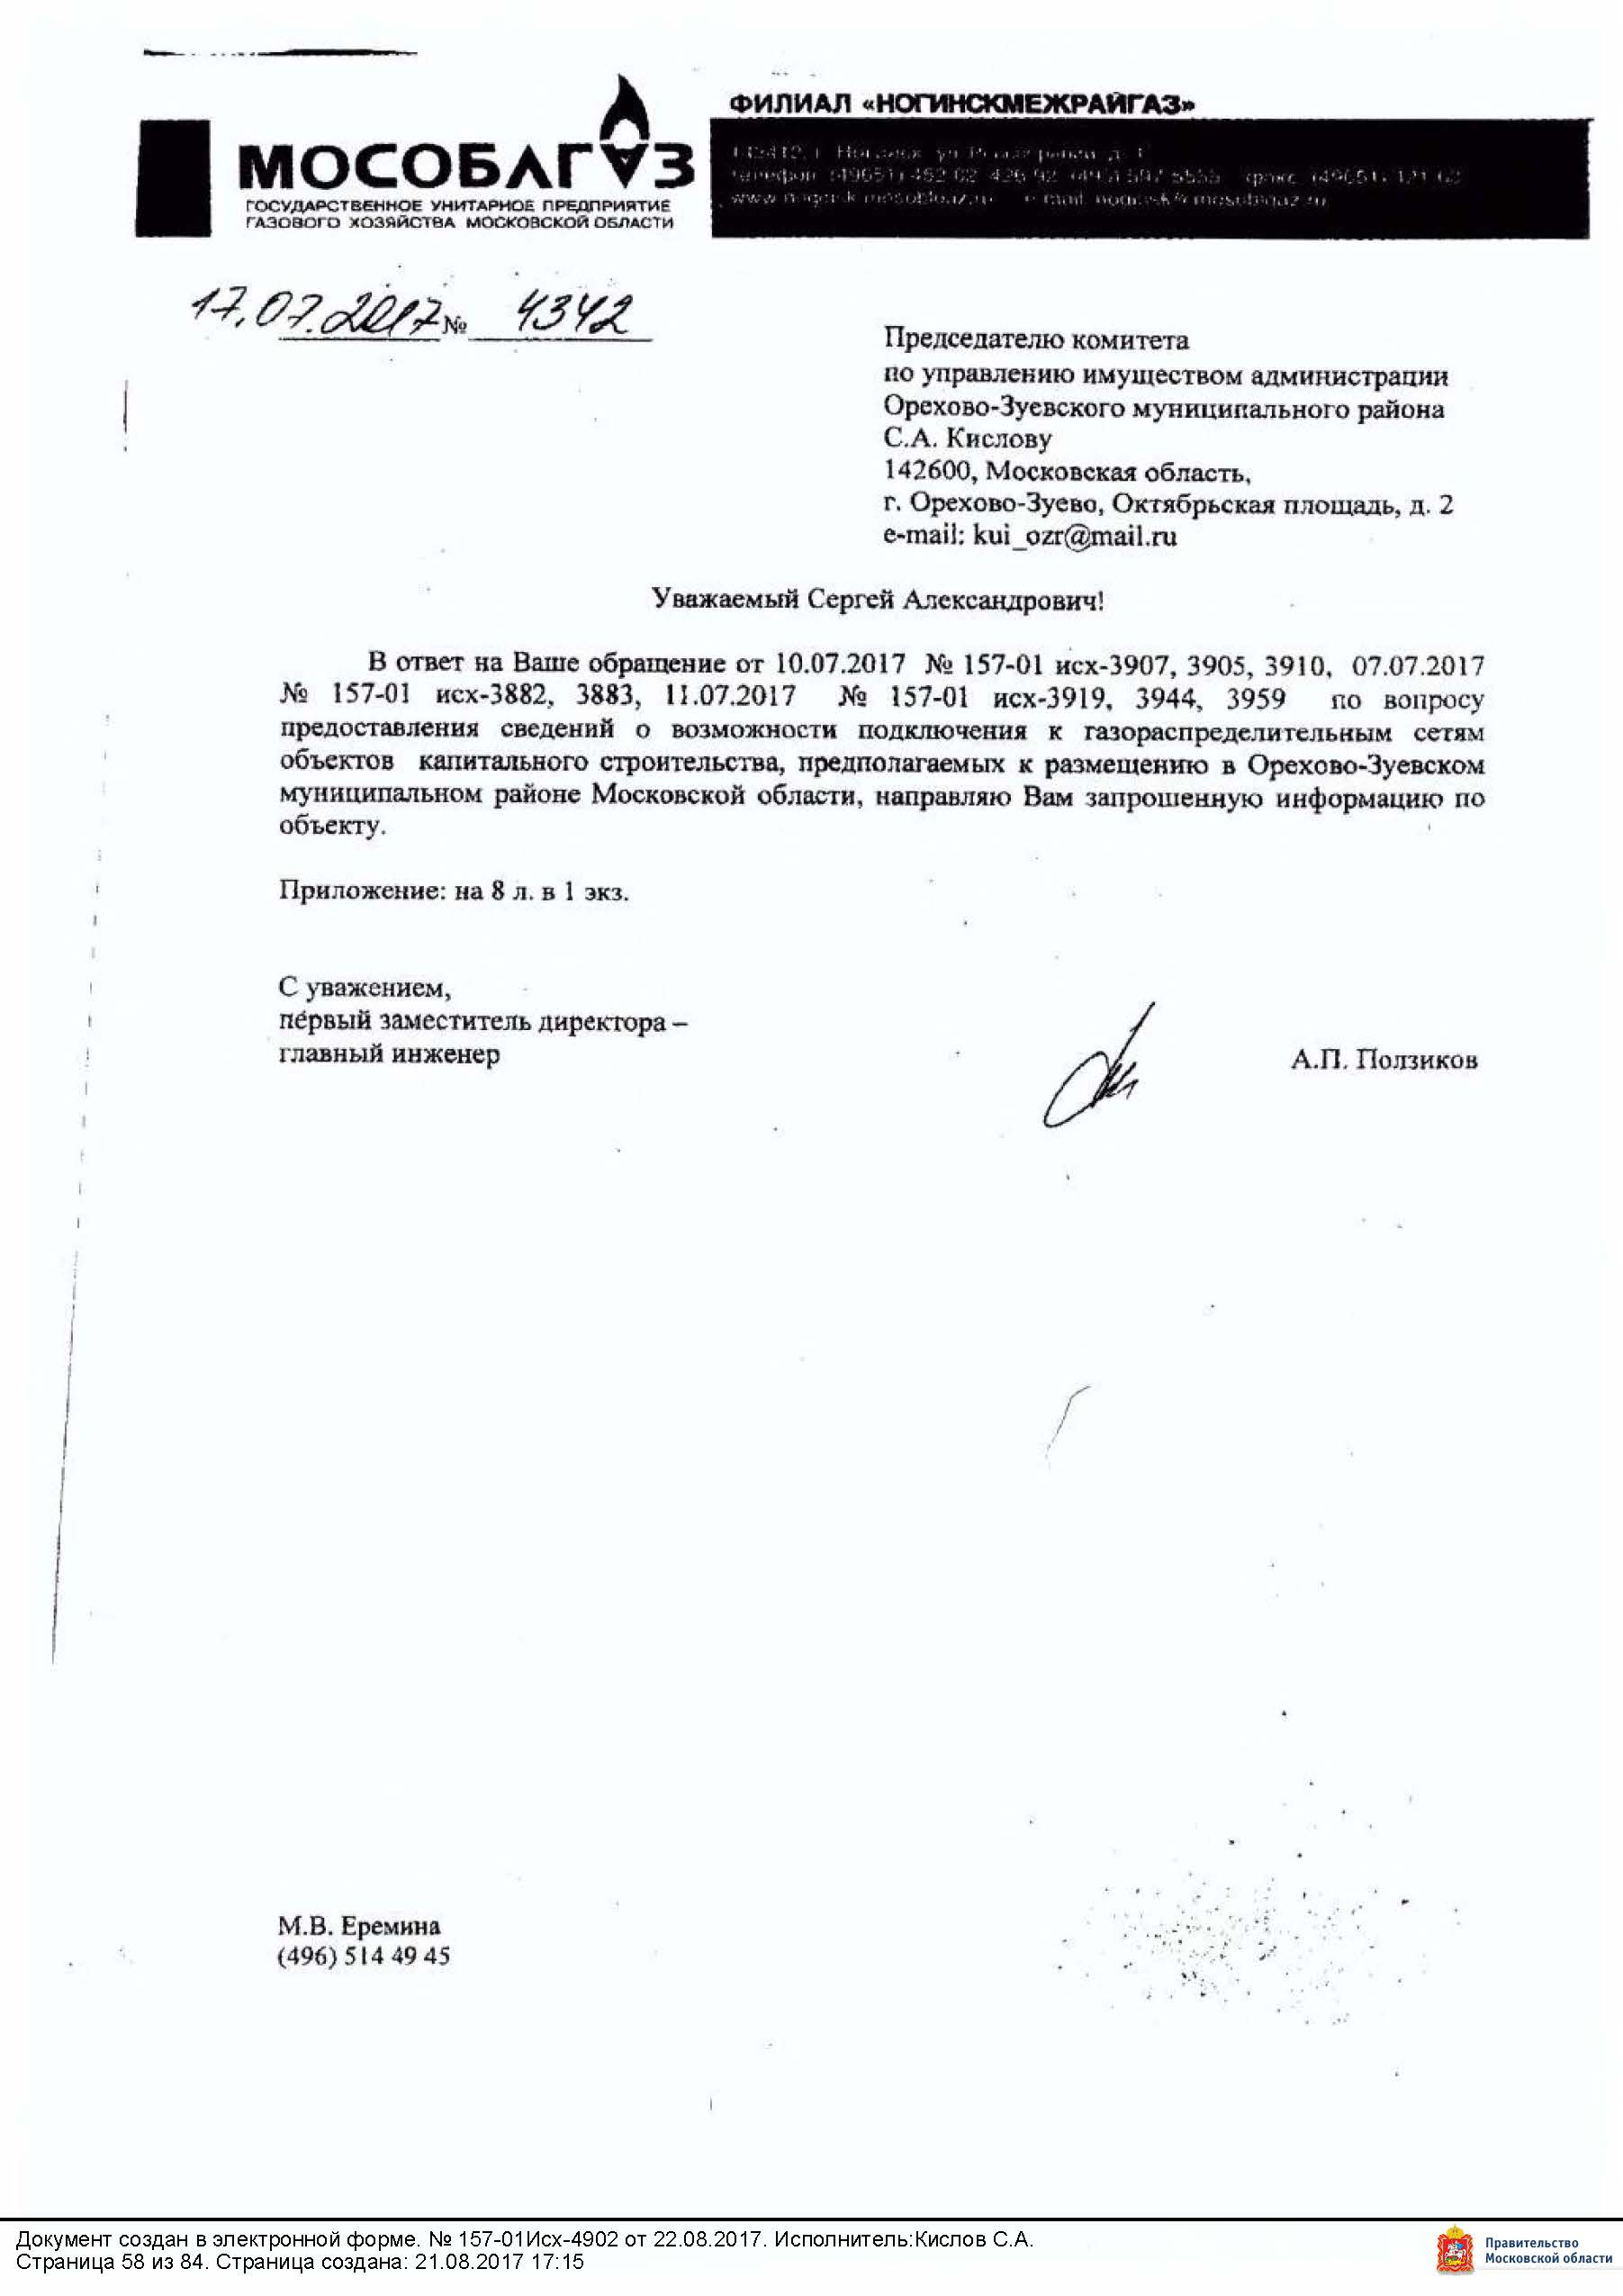 ФИЛИАЛ «НОГИНСКМЕЖРАЙГАЗ»
МОСОБЛГАЗ
ГОСУДАРСТВЕННОЕ УНИТАРНОЕ ПРЕДПРИЯТИЕ
ГАЗОВОГО ХОЗЯЙСТВА МОСКОВСКОЙ ОБЛАСТИ
17.07.2017 № 4342
Председателю комитета
по управлению имуществом администрации
Орехово-Зуевского муниципального района
С.А. Кислову
142600, Московская область,
г. Орехово-Зуево, Октябрьская площадь, д. 2
e-mail: kui_ozr@mail.ru
Уважаемый Сергей Александрович!
В ответ на Ваше обращение от 10.07.2017 № 157-01 исх-3907, 3905, 3910, 07.07.2017
№ 157-01 исх-3882, 3883, 11.07.2017 № 157-01 исх-3919, 3944, 3959 по вопросу
предоставления сведений о возможности подключения к газораспределительным сетям
объектов капитального строительства, предполагаемых к размещению в Орехово-Зуевском
муниципальном районе Московской области, направляю Вам запрошенную информацию по
объекту.
Приложение: на 8 л. в 1 экз.
С уважением,
первый заместитель директора –
главный инженер
А.П. Ползиков
М.В. Еремина
(496) 514 49 45
Документ создан в электронной форме. № 157-01Исх-4902 от 22.08.2017. Исполнитель:Кислов С.А.
Страница 58 из 84. Страница создана: 21.08.2017 17:15
Правительство
Московской области